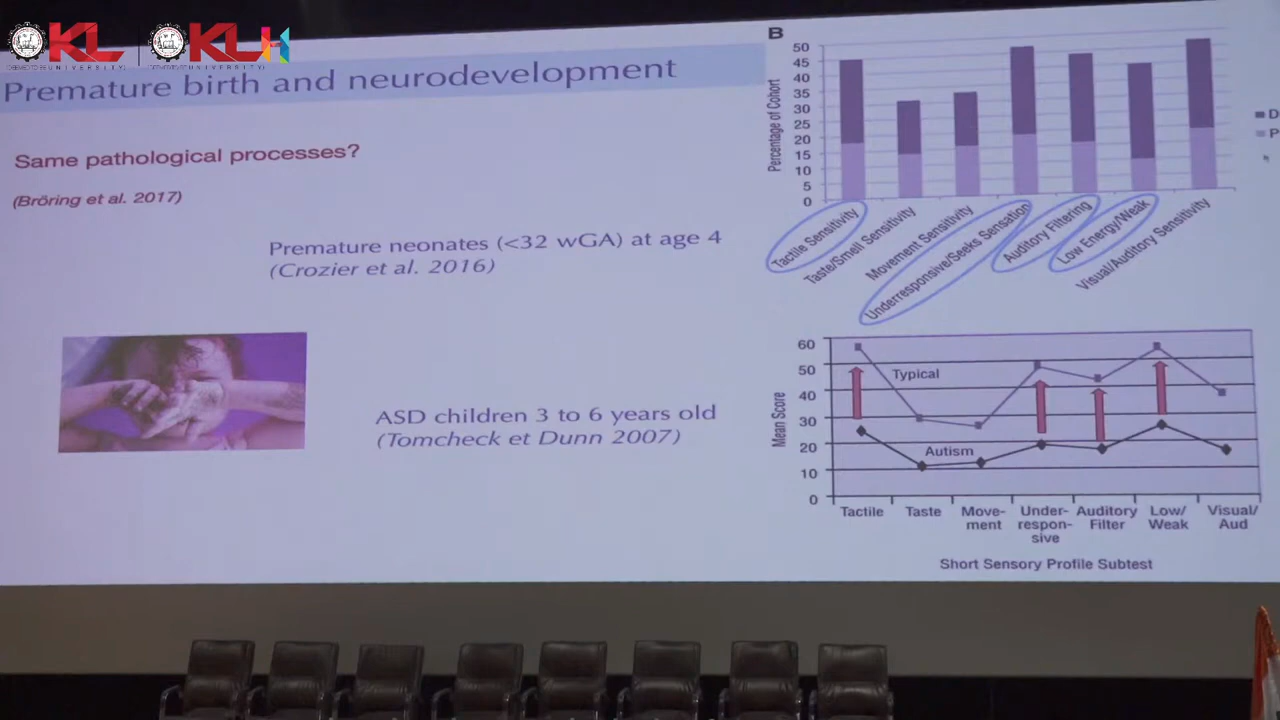 KL
UNIVERSITY
KLH
UNIVERSITY
Premature birth and neurodevelopment
Same pathological processes?
(Bröring et al. 2017)
Premature neonates (<32 wGA) at age 4
(Crozier et al. 2016)
ASD children 3 to 6 years old
(Tomcheck et Dunn 2007)
B
Percentage of Cohort
50
45
40
35
30
25
20
15
10
5
0
D
P
Tactile Sensitivity
Taste/Smell Sensitivity
Movement Sensitivity
Underresponsive/Seeks Sensation
Auditory Filtering
Low Energy/Weak
Visual/Auditory Sensitivity
Mean Score
60
50
40
30
20
10
0
Typical
Autism
Tactile
Taste
Move-
ment
Under-
respon-
sive
Auditory
Filter
Low/
Weak
Visual/
Aud
Short Sensory Profile Subtest